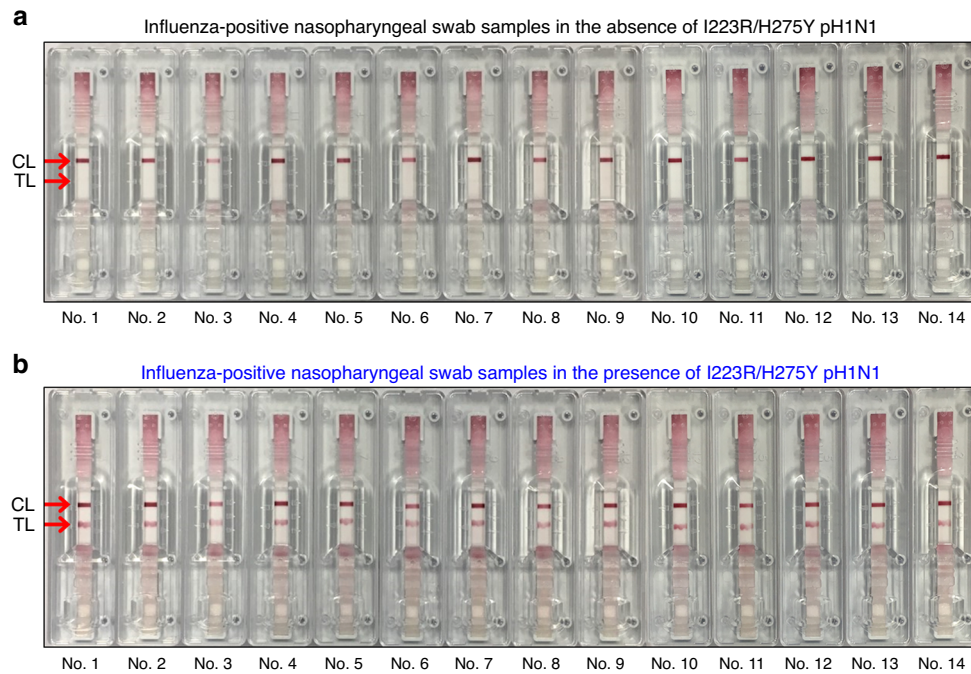 a
Influenza-positive nasopharyngeal swab samples in the absence of I223R/H275Y pH1N1
CL
TL
No. 1 No. 2 No. 3 No. 4 No. 5 No. 6 No. 7 No. 8 No. 9 No. 10 No. 11 No. 12 No. 13 No. 14
b
Influenza-positive nasopharyngeal swab samples in the presence of I223R/H275Y pH1N1
CL
TL
No. 1 No. 2 No. 3 No. 4 No. 5 No. 6 No. 7 No. 8 No. 9 No. 10 No. 11 No. 12 No. 13 No. 14